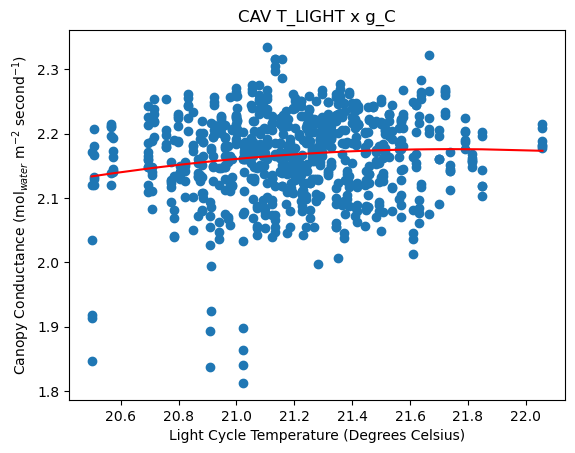 CAV T_LIGHT x g_C
Canopy Conductance (mol_water m⁻² second⁻¹)
2.3
2.2
2.1
2.0
1.9
1.8
20.6 20.8 21.0 21.2 21.4 21.6 21.8 22.0
Light Cycle Temperature (Degrees Celsius)